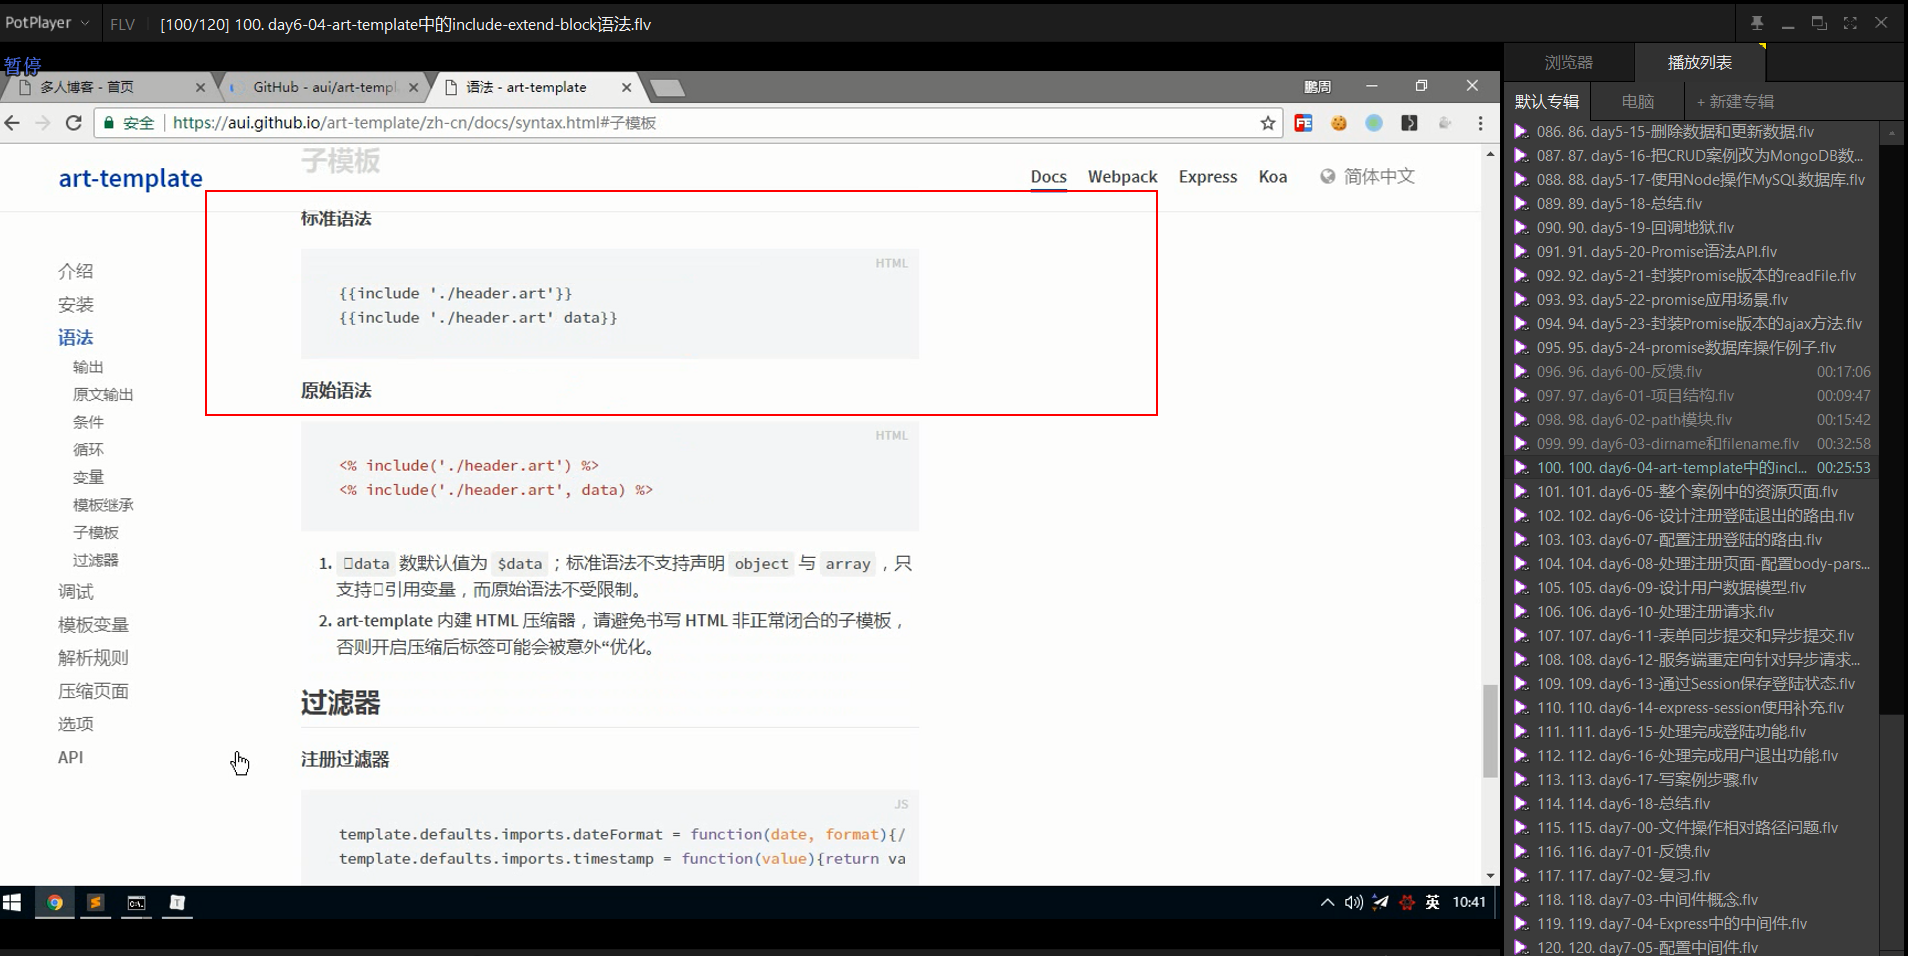 PotPlayer
FLV
[100/120] 100. day6-04-art-template中的include-extend-block语法.flv
暂停
多人博客 - 首页
GitHub - aui/art-templ
语法 - art-template
鹏周
安全
https://aui.github.io/art-template/zh-cn/docs/syntax.html#子模板
子模板
art-template
Docs
Webpack
Express
Koa
简体中文
介绍
安装
语法
输出
原文输出
条件
循环
变量
模板继承
子模板
过滤器
调试
模板变量
解析规则
压缩页面
选项
API
标准语法
HTML
{{include './header.art'}}
{{include './header.art' data}}
原始语法
HTML
<% include('./header.art') %>
<% include('./header.art', data) %>
1. data 数默认值为 $data ；标准语法不支持声明 object 与 array ，只
支持引用变量，而原始语法不受限制。
2. art-template 内建 HTML 压缩器，请避免书写 HTML 非正常闭合的子模板，
否则开启压缩后标签可能会被意外“优化。
过滤器
注册过滤器
JS
template.defaults.imports.dateFormat = function(date, format){/
template.defaults.imports.timestamp = function(value){return va
英
10:41
浏览器
播放列表
默认专辑
电脑
+ 新建专辑
086. 86. day5-15-删除数据和更新数据.flv
087. 87. day5-16-把CRUD案例改为MongoDB数...
088. 88. day5-17-使用Node操作MySQL数据库.flv
089. 89. day5-18-总结.flv
090. 90. day5-19-回调地狱.flv
091. 91. day5-20-Promise语法API.flv
092. 92. day5-21-封装Promise版本的readFile.flv
093. 93. day5-22-promise应用场景.flv
094. 94. day5-23-封装Promise版本的ajax方法.flv
095. 95. day5-24-promise数据库操作例子.flv
096. 96. day6-00-反馈.flv 00:17:06
097. 97. day6-01-项目结构.flv 00:09:47
098. 98. day6-02-path模块.flv 00:15:42
099. 99. day6-03-dirname和filename.flv 00:32:58
100. 100. day6-04-art-template中的incl... 00:25:53
101. 101. day6-05-整个案例中的资源页面.flv
102. 102. day6-06-设计注册登陆退出的路由.flv
103. 103. day6-07-配置注册登陆的路由.flv
104. 104. day6-08-处理注册页面-配置body-pars...
105. 105. day6-09-设计用户数据模型.flv
106. 106. day6-10-处理注册请求.flv
107. 107. day6-11-表单同步提交和异步提交.flv
108. 108. day6-12-服务端重定向针对异步请求...
109. 109. day6-13-通过Session保存登陆状态.flv
110. 110. day6-14-express-session使用补充.flv
111. 111. day6-15-处理完成登陆功能.flv
112. 112. day6-16-处理完成用户退出功能.flv
113. 113. day6-17-写案例步骤.flv
114. 114. day6-18-总结.flv
115. 115. day7-00-文件操作相对路径问题.flv
116. 116. day7-01-反馈.flv
117. 117. day7-02-复习.flv
118. 118. day7-03-中间件概念.flv
119. 119. day7-04-Express中的中间件.flv
120. 120. day7-05-配置中间件.flv